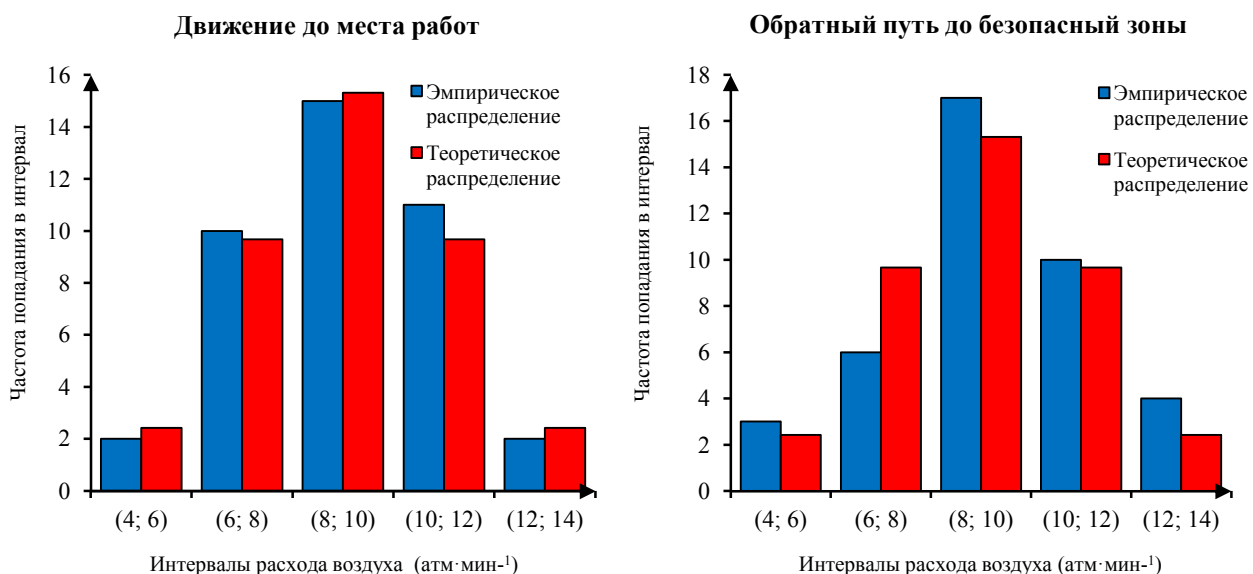 Движение до места работ
Частота попадания в интервал
16
14
12
10
8
6
4
2
0
Эмпирическое
распределение
Теоретическое
распределение
(4; 6)
(6; 8)
(8; 10)
(10; 12)
(12; 14)
Интервалы расхода воздуха (атм·мин-¹)
Обратный путь до безопасный зоны
Частота попадания в интервал
18
16
14
12
10
8
6
4
2
0
Эмпирическое
распределение
Теоретическое
распределение
(4; 6)
(6; 8)
(8; 10)
(10; 12)
(12; 14)
Интервалы расхода воздуха (атм·мин-¹)